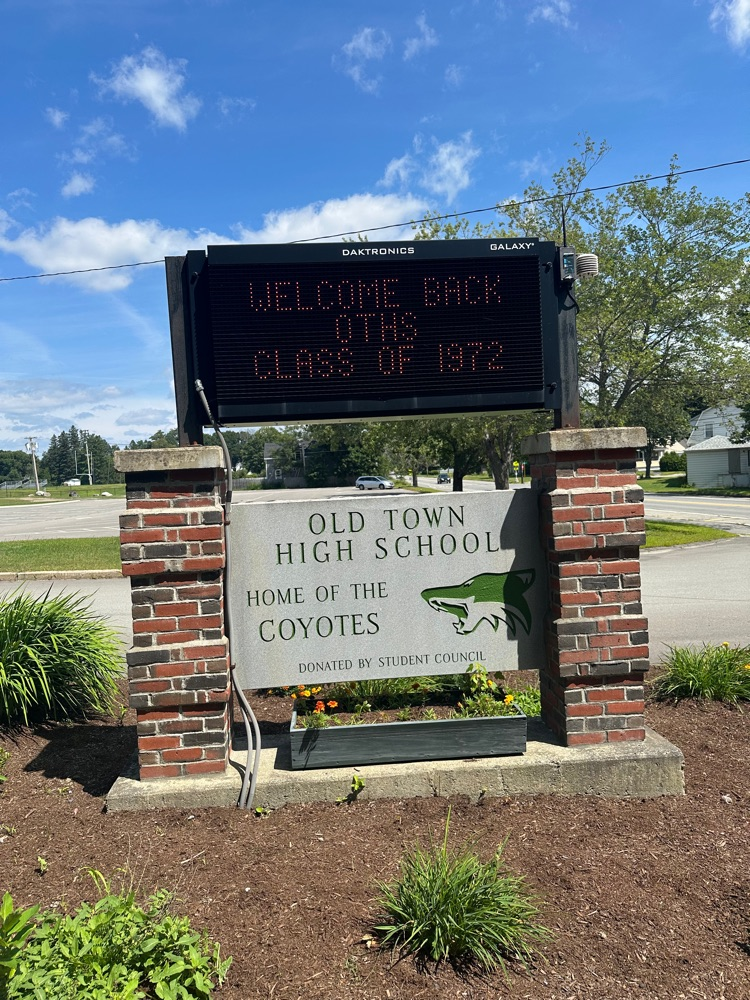 DAKTRONICS GALAXY®
WELCOME BACK
OTHS
CLASS OF 1972
OLD TOWN
HIGH SCHOOL
HOME OF THE
COYOTES
DONATED BY STUDENT COUNCIL